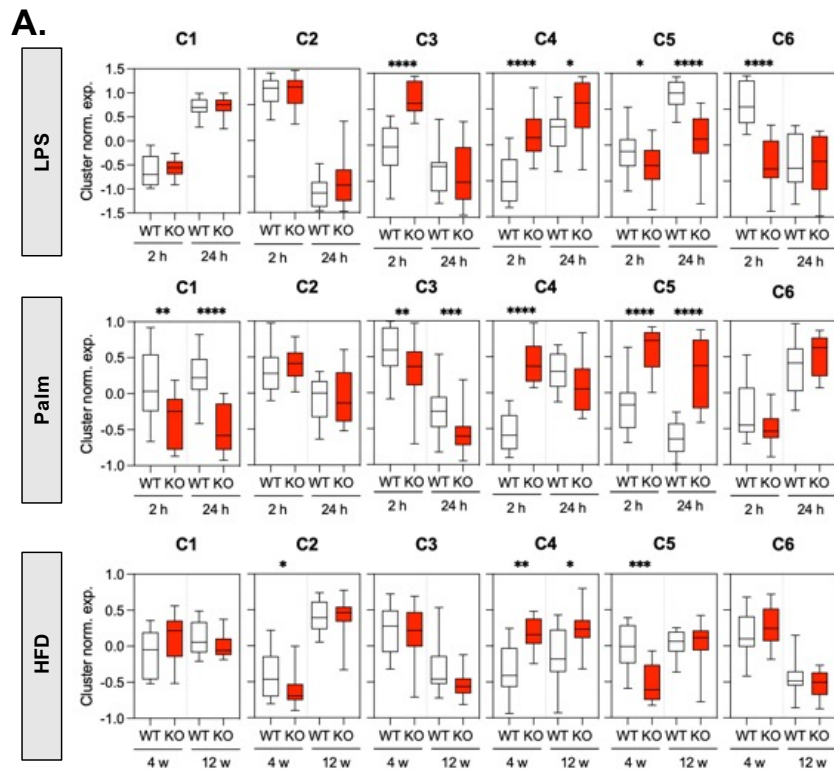 A.
LPS
C1 C2 C3 C4 C5 C6
**** **** * * **** ****
Cluster norm. exp.
1.5
1.0
0.5
0.0
-0.5
-1.0
-1.5
WT KO WT KO WT KO WT KO WT KO WT KO WT KO WT KO WT KO WT KO WT KO WT KO
2 h 24 h 2 h 24 h 2 h 24 h 2 h 24 h 2 h 24 h 2 h 24 h
Palm
C1 C2 C3 C4 C5 C6
** **** ** *** **** **** ****
Cluster norm. exp.
1.0
0.5
0.0
-0.5
-1.0
WT KO WT KO WT KO WT KO WT KO WT KO WT KO WT KO WT KO WT KO WT KO WT KO
2 h 24 h 2 h 24 h 2 h 24 h 2 h 24 h 2 h 24 h 2 h 24 h
HFD
C1 C2 C3 C4 C5 C6
* ** * ***
Cluster norm. exp.
1.0
0.5
0.0
-0.5
-1.0
WT KO WT KO WT KO WT KO WT KO WT KO WT KO WT KO WT KO WT KO WT KO WT KO
4 w 12 w 4 w 12 w 4 w 12 w 4 w 12 w 4 w 12 w 4 w 12 w